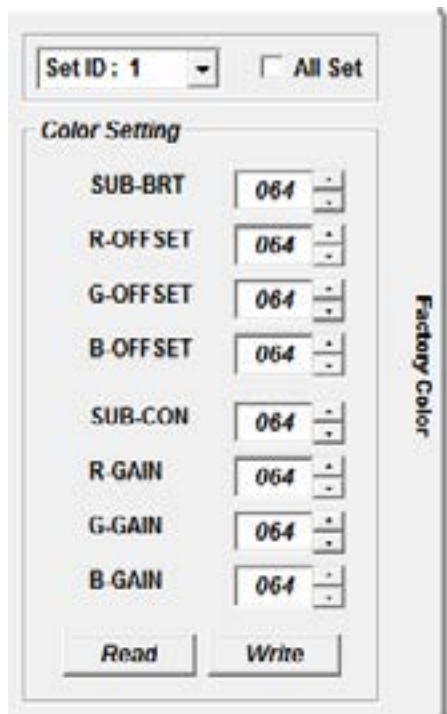 Set ID : 1
All Set
Color Setting
SUB-BRT 064
R-OFFSET 064
G-OFFSET 064
B-OFFSET 064
SUB-CON 064
R-GAIN 064
G-GAIN 064
B-GAIN 064
Read Write
Factory Color